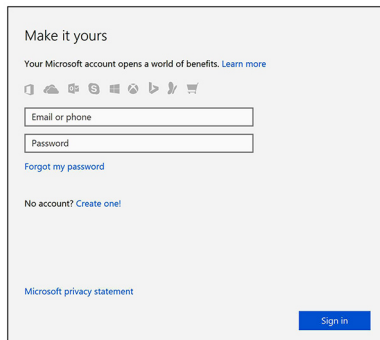 Make it yours
Your Microsoft account opens a world of benefits. Learn more
Email or phone
Password
Forgot my password
No account? Create one!
Microsoft privacy statement
Sign in